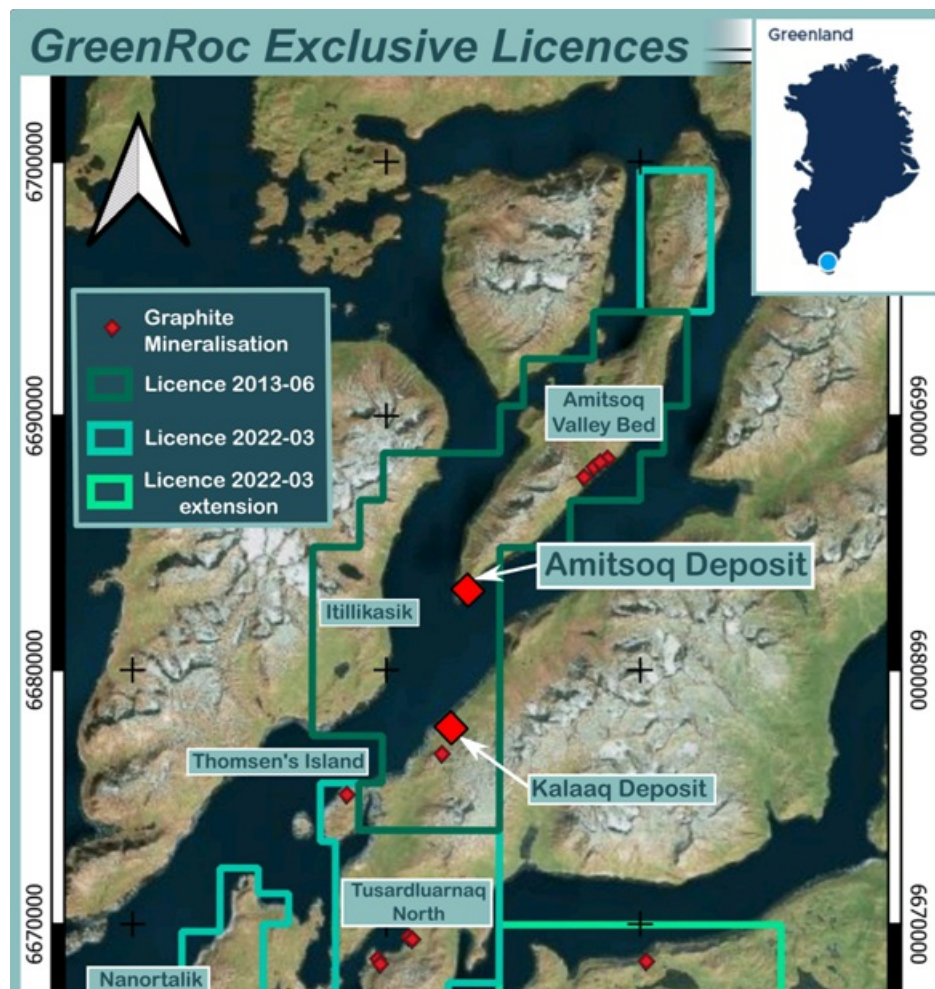 GreenRoc Exclusive Licences
Greenland
6700000
Graphite
Mineralisation
Licence 2013-06
Licence 2022-03
Licence 2022-03
extension
Amitsoq
Valley Bed
6690000
6690000
Amitsoq Deposit
Itillikasik
6680000
6680000
Thomsen's Island
Kalaaq Deposit
Tusardluarnaq
North
6670000
6670000
Nanortalik